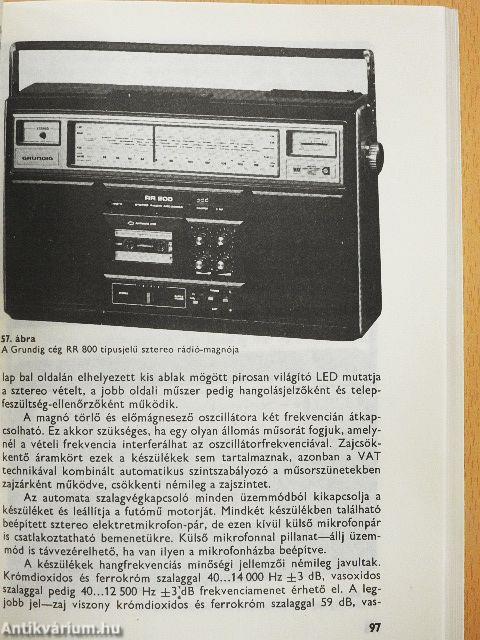 STEREO
GRUNDIG
RR 800
57. ábra
A Grundig cég RR 800 típusjelű sztereo rádió-magnója
lap bal oldalán elhelyezett kis ablak mögött pirosan világító LED mutatja
a sztereo vételt, a jobb oldali műszer pedig hangolásjelzőként és telep-
feszültség-ellenőrzőként működik.
A magnó törlő és előmágnesező oszcillátora két frekvencián átkap-
csolható. Ez akkor szükséges, ha egy olyan állomás műsorát fogjuk, amely-
nél a vételi frekvencia interferálhat az oszcillátorfrekvenciával. Zajcsök-
kentő áramkört ezek a készülékek sem tartalmaznak, azonban a VAT
technikával kombinált automatikus szintszabályozó a műsorszünetekben
zajzárként működve, csökkenti némileg a zajszintet.
Az automata szalagvégkapcsoló minden üzemmódból kikapcsolja a
készüléket és leállítja a futómű motorját. Mindkét készülékben található
beépített sztereo elektretmikrofon-pár, de ezen kívül külső mikrofonpár
is csatlakoztatható bemenetükre. Külső mikrofonnal pillanat—állj üzem-
mód is távvezérelhető, ha van ilyen a mikrofonházba beépítve.
A készülékek hangfrekvenciás minőségi jellemzői némileg javultak.
Krómdioxidos és ferrokróm szalaggal 40...14 000 Hz ±3 dB, vasoxidos
szalaggal pedig 40...12 500 Hz ±3 dB frekvenciamenet érhető el. A leg-
jobb jel—zaj viszony krómdioxidos és ferrokróm szalaggal 59 dB, vas-
97
Antikvárium.hu